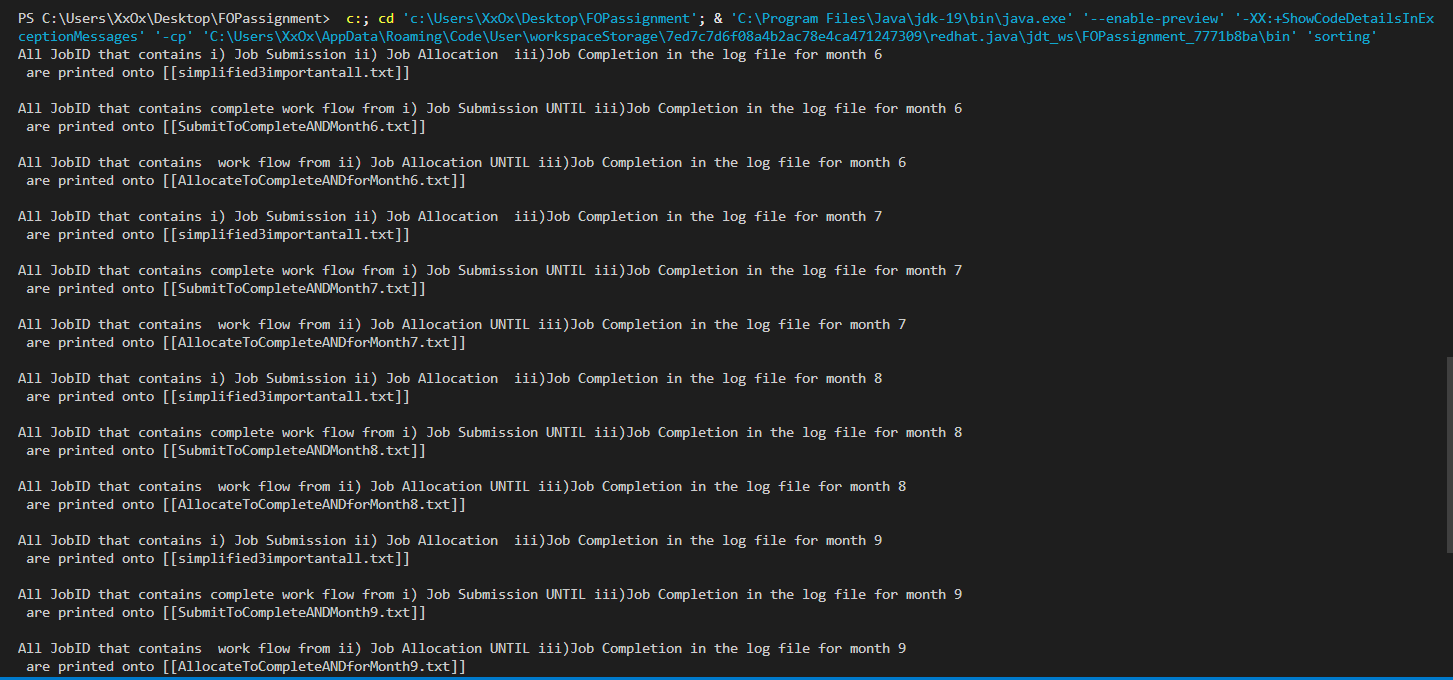 PS C:\Users\XxOx\Desktop\FOPassignment>  c:; cd 'c:\Users\XxOx\Desktop\FOPassignment'; & 'C:\Program Files\Java\jdk-19\bin\java.exe' '--enable-preview' '-XX:+ShowCodeDetailsInEx
ceptionMessages' '-cp' 'C:\Users\XxOx\AppData\Roaming\Code\User\workspaceStorage\7ed7c7d6f08a4b2ac78e4ca471247309\redhat.java\jdt_ws\FOPassignment_7771b8ba\bin' 'sorting'
All JobID that contains i) Job Submission ii) Job Allocation  iii)Job Completion in the log file for month 6
 are printed onto [[simplified3importantall.txt]]
All JobID that contains complete work flow from i) Job Submission UNTIL iii)Job Completion in the log file for month 6
 are printed onto [[SubmitToCompleteANDMonth6.txt]]
All JobID that contains  work flow from ii) Job Allocation UNTIL iii)Job Completion in the log file for month 6
 are printed onto [[AllocateToCompleteANDforMonth6.txt]]
All JobID that contains i) Job Submission ii) Job Allocation  iii)Job Completion in the log file for month 7
 are printed onto [[simplified3importantall.txt]]
All JobID that contains complete work flow from i) Job Submission UNTIL iii)Job Completion in the log file for month 7
 are printed onto [[SubmitToCompleteANDMonth7.txt]]
All JobID that contains  work flow from ii) Job Allocation UNTIL iii)Job Completion in the log file for month 7
 are printed onto [[AllocateToCompleteANDforMonth7.txt]]
All JobID that contains i) Job Submission ii) Job Allocation  iii)Job Completion in the log file for month 8
 are printed onto [[simplified3importantall.txt]]
All JobID that contains complete work flow from i) Job Submission UNTIL iii)Job Completion in the log file for month 8
 are printed onto [[SubmitToCompleteANDMonth8.txt]]
All JobID that contains  work flow from ii) Job Allocation UNTIL iii)Job Completion in the log file for month 8
 are printed onto [[AllocateToCompleteANDforMonth8.txt]]
All JobID that contains i) Job Submission ii) Job Allocation  iii)Job Completion in the log file for month 9
 are printed onto [[simplified3importantall.txt]]
All JobID that contains complete work flow from i) Job Submission UNTIL iii)Job Completion in the log file for month 9
 are printed onto [[SubmitToCompleteANDMonth9.txt]]
All JobID that contains  work flow from ii) Job Allocation UNTIL iii)Job Completion in the log file for month 9
 are printed onto [[AllocateToCompleteANDforMonth9.txt]]